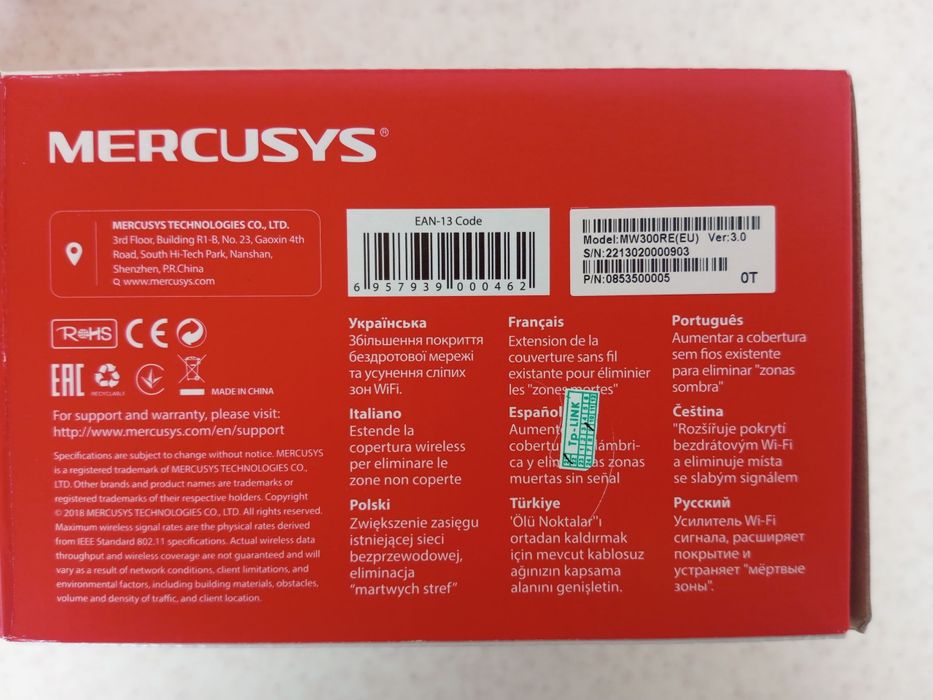 MERCUSYS®
MERCUSYS TECHNOLOGIES CO., LTD.
3rd Floor, Building R1-B, No. 23, Gaoxin 4th
Road, South Hi-Tech Park, Nanshan,
Shenzhen, P.R.China
www.mercusys.com
EAN-13 Code
6 957939 000462
Model:MW300RE(EU) Ver:3.0
S/N:2213020000903
P/N:0853500005 0T
RoHS CE
EAC RECYCLABLE MADE IN CHINA
For support and warranty, please visit:
http://www.mercusys.com/en/support
Specifications are subject to change without notice. MERCUSYS
is a registered trademark of MERCUSYS TECHNOLOGIES CO.,
LTD. Other brands and product names are trademarks or
registered trademarks of their respective holders. Copyright
© 2018 MERCUSYS TECHNOLOGIES CO., LTD. All rights reserved.
Maximum wireless signal rates are the physical rates derived
from IEEE Standard 802.11 specifications. Actual wireless data
throughput and wireless coverage are not guaranteed and will
vary as a result of network conditions, client limitations, and
environmental factors, including building materials, obstacles,
volume and density of traffic, and client location.
Українська
Збільшення покриття
бездротової мережі
та усунення сліпих
зон WiFi.
Italiano
Estende la
copertura wireless
per eliminare le
zone non coperte
Polski
Zwiększenie zasięgu
istniejącej sieci
bezprzewodowej,
eliminacja
"martwych stref"
Français
Extension de la
couverture sans fil
existante pour éliminier
les "zones mortes"
Español
ca y zonas
muertas sin señal
TP-LINK
Türkiye
'Ölü Noktalar''ı
ortadan kaldırmak
için mevcut kablosuz
ağınızın kapsama
alanını genişletin.
Português
Aumentar a cobertura
sem fios existente
para eliminar "zonas
sombra"
Čeština
"Rozšiřuje pokrytí
bezdrátovým Wi-Fi
a eliminuje místa
se slabým signálem
Русский
Усилитель Wi-Fi
сигнала, расширяет
покрытие и
устраняет "мёртвые
зоны".